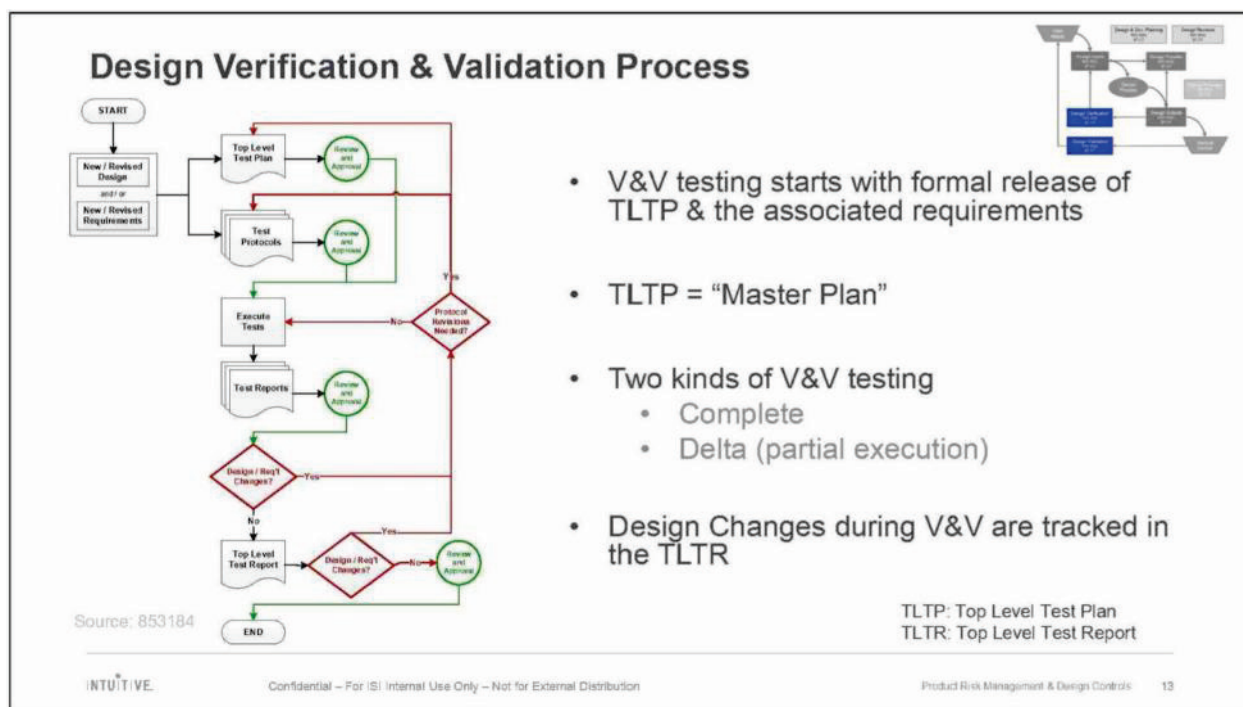 Design Verification & Validation Process
START
New / Revised
Design
and / or
New / Revised
Requirements
Top Level
Test Plan
Review
and
Approval
Test
Protocols
Review
and
Approval
Execute
Tests
No
Protocol
Revisions
Needed?
Yes
Test Reports
Review
and
Approval
Design / Req't
Changes?
Yes
No
Top Level
Test Report
Design / Req't
Changes?
Yes
No
Review
and
Approval
END
Source: 853184
• V&V testing starts with formal release of
TLTP & the associated requirements
• TLTP = “Master Plan”
• Two kinds of V&V testing
• Complete
• Delta (partial execution)
• Design Changes during V&V are tracked in
the TLTR
TLTP: Top Level Test Plan
TLTR: Top Level Test Report
INTUITIVE.
Confidential – For ISI Internal Use Only – Not for External Distribution
Product Risk Management & Design Controls
13